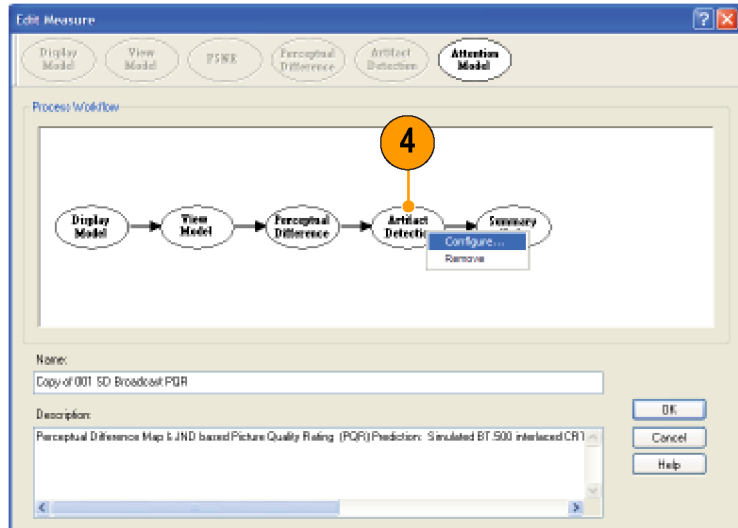 Edit Measure
Display Model
View Model
PSNR
Perceptual Difference
Artifact Detection
Attention Model
Process Workflow
4
Display Model
View Model
Perceptual Difference
Artifact Detectio
Summary
Configure...
Remove
Name:
Copy of 001 SD Broadcast PQR
Description:
Perceptual Difference Map & JND based Picture Quality Rating (PQR) Prediction: Simulated BT.500 interlaced CRT
OK
Cancel
Help